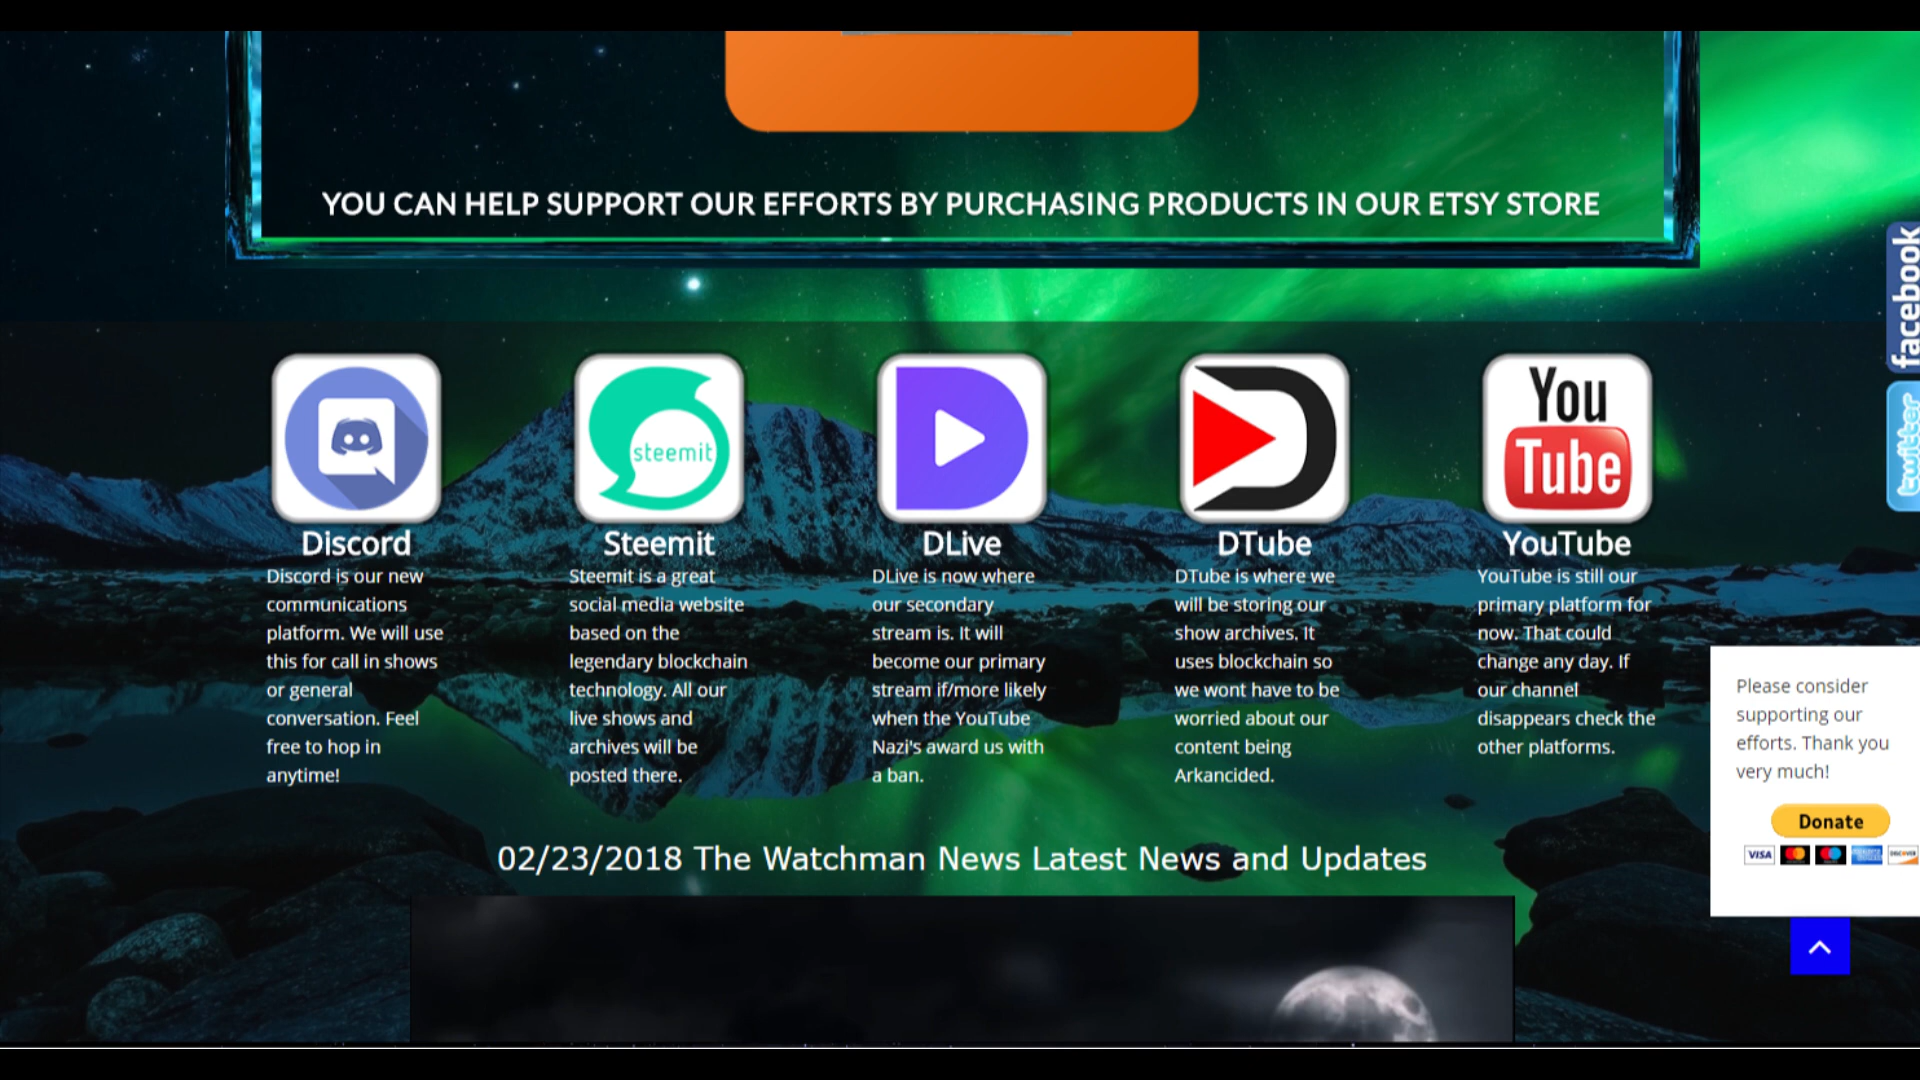 YOU CAN HELP SUPPORT OUR EFFORTS BY PURCHASING PRODUCTS IN OUR ETSY STORE
facebook
twitter
steemit
You
Tube
Discord
Discord is our new
communications
platform. We will use
this for call in shows
or general
conversation. Feel
free to hop in
anytime!
Steemit
Steemit is a great
social media website
based on the
legendary blockchain
technology. All our
live shows and
archives will be
posted there.
DLive
DLive is now where
our secondary
stream is. It will
become our primary
stream if/more likely
when the YouTube
Nazi's award us with
a ban.
DTube
DTube is where we
will be storing our
show archives. It
uses blockchain so
we wont have to be
worried about our
content being
Arkancided.
YouTube
YouTube is still our
primary platform for
now. That could
change any day. If
our channel
disappears check the
other platforms.
Please consider
supporting our
efforts. Thank you
very much!
Donate
VISA
DISCOVER
02/23/2018 The Watchman News Latest News and Updates